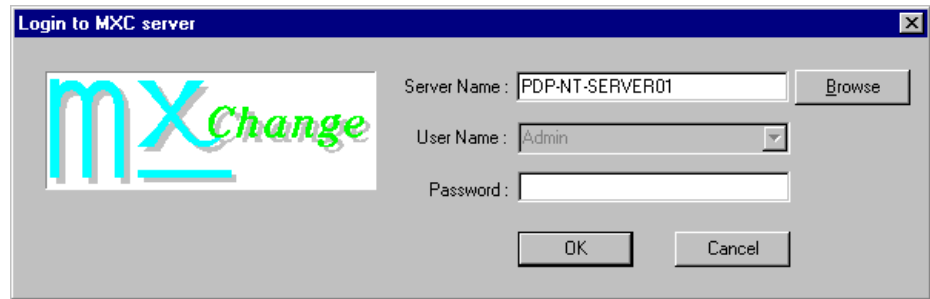 Login to MXC server
mx Change
Server Name : PDP-NT-SERVER01 Browse
User Name : Admin
Password :
OK Cancel